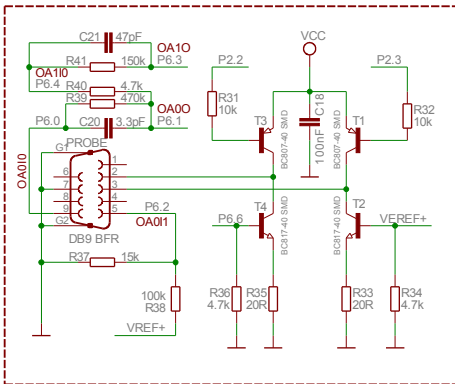 C21 47pF
OA1O
R41 150k P6.3
OA1I0
P6.4 R40 4.7k
R39 470k OA0O
P6.0 C20 3.3pF P6.1
PROBE
G1
1
6
2
7
3
8
4
9
5
G2
OA0I0
P6.2
OA0I1
DB9 BFR
R37 15k
100k
R38
VREF+
VCC
P2.2
P2.3
R31
10k
C18
100nF
R32
10k
T3
BC807-40 SMD
T1
BC807-40 SMD
T4
BC817-40 SMD
T2
BC817-40 SMD
P6.6
VEREF+
R36
4.7k
R35
20R
R33
20R
R34
4.7k